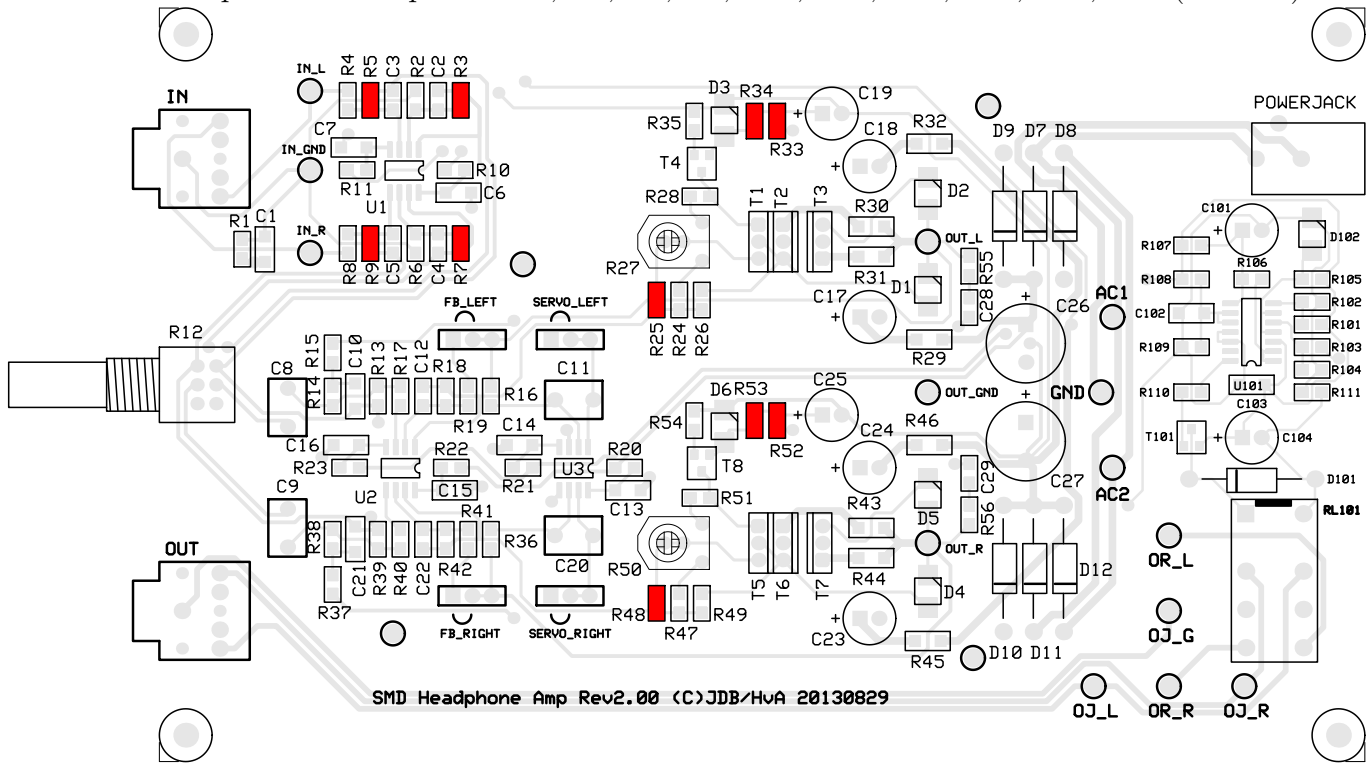 IN_L
R4 R5 C3 R2 C2 R3
IN
C7
IN_GND
R11
R10
C6
U1
R1 C1
IN_R
R8 R9 C5 R6 C4 R7
D3 R34
C19
R35
R33
C18
R32
D9 D7 D8
POWERJACK
T4
R28
T1 T2 T3
D2
R30
OUT_L
R27
R31
R55
C17
D1
C28
C26
AC1
R25 R24 R26
R29
C101
D102
R107
R106
R108
R105
C102
R102
R101
R109
R103
R104
R110
U101
R111
C103
T101
C104
D101
RL101
FB_LEFT
SERVO_LEFT
R12
R15 C10 R13 R17 C12 R18
C8
R14
R16
C11
R19
C16
C14
R23
R22
R21
U3
R20
C15
C13
U2
C9
R41
R38
R36
C21 R39 R40 C22 R42
C20
R37
FB_RIGHT
SERVO_RIGHT
OUT
D6 R53
C25
OUT_GND
GND
R54
R52
C24
R46
T8
R51
C29
C27
AC2
R43
D5
R56
OUT_R
R50
R44
T5 T6 T7
D4
D12
R48
R47
R49
C23
R45
D10 D11
OR_L
OJ_G
OJ_L
OR_R
OJ_R
SMD Headphone Amp Rev2.00 (C)JDB/HvA 20130829